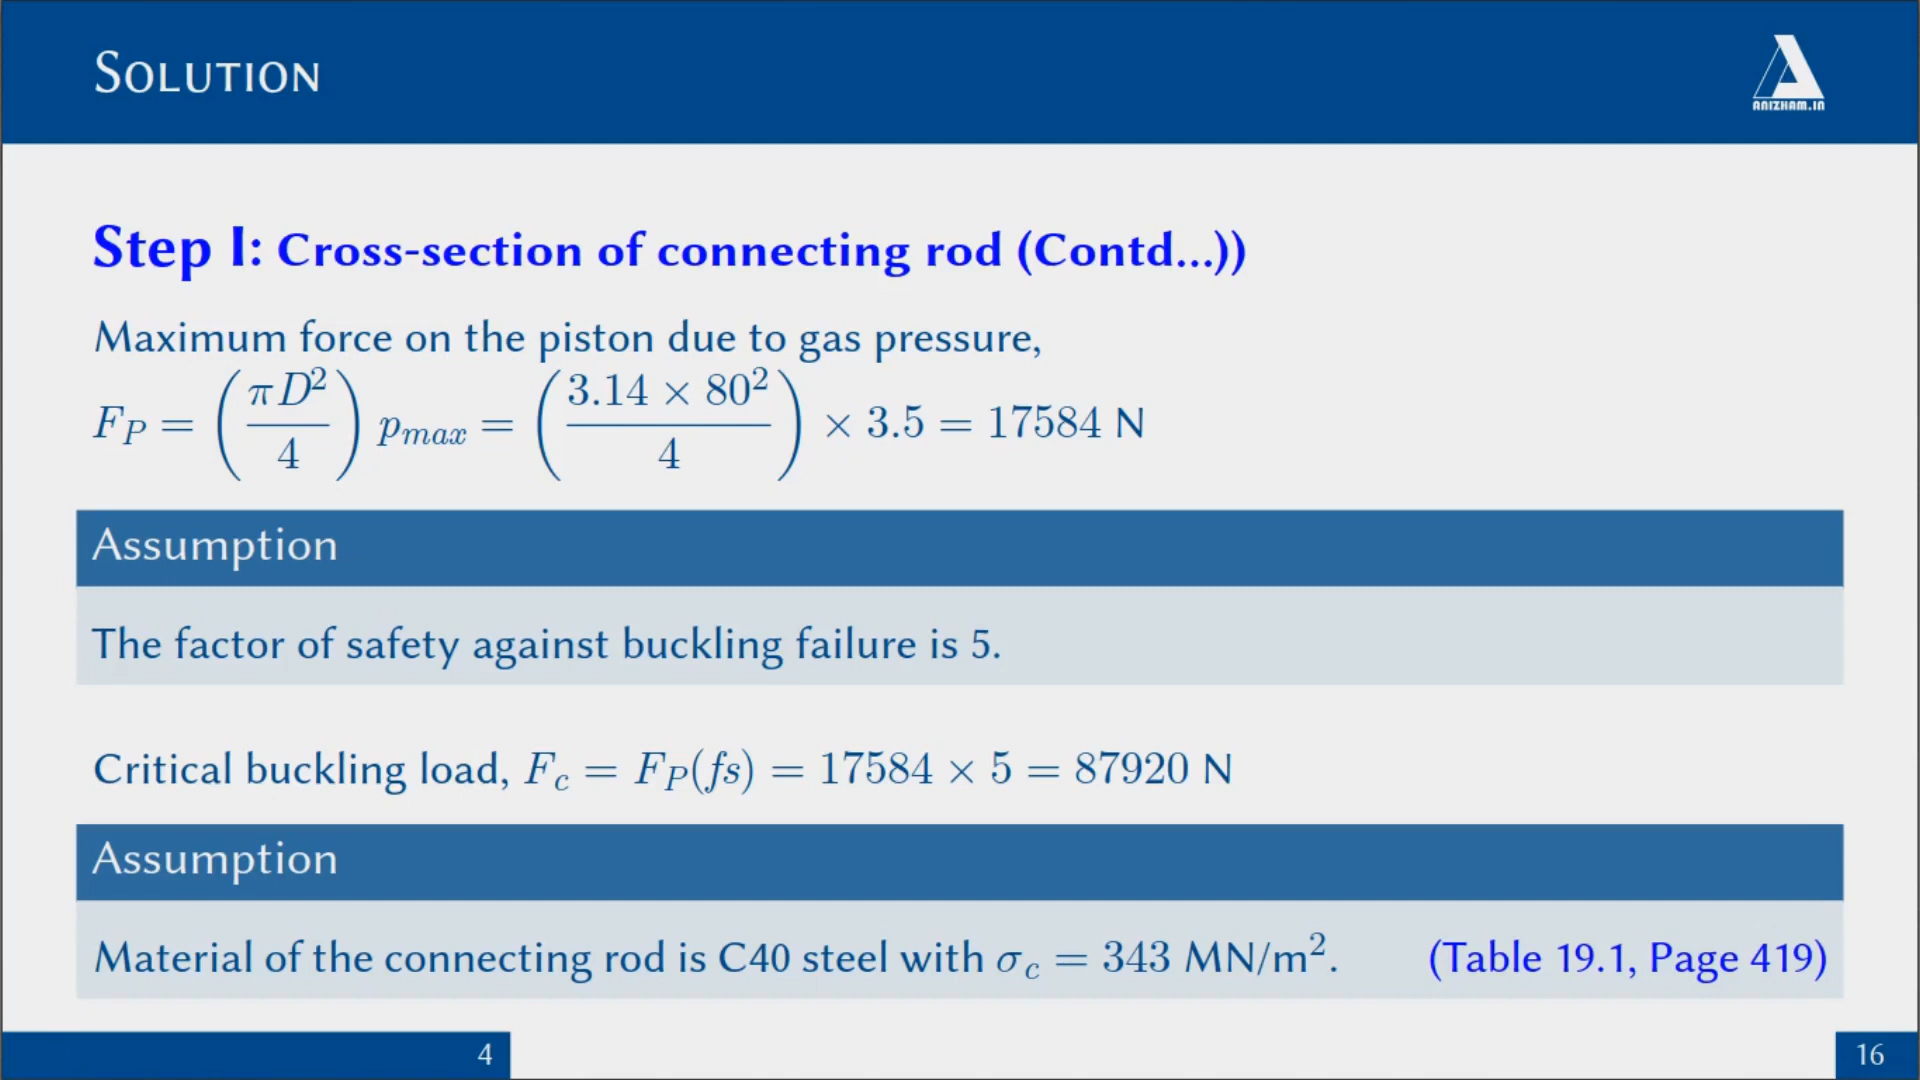 SOLUTION
ANIZHAM.IN
Step I: Cross-section of connecting rod (Contd...))
Maximum force on the piston due to gas pressure,
F_P = (πD²/4) p_max = (3.14 × 80²/4) × 3.5 = 17584 N
Assumption
The factor of safety against buckling failure is 5.
Critical buckling load, F_c = F_P(fs) = 17584 × 5 = 87920 N
Assumption
Material of the connecting rod is C40 steel with σ_c = 343 MN/m². (Table 19.1, Page 419)
4
16